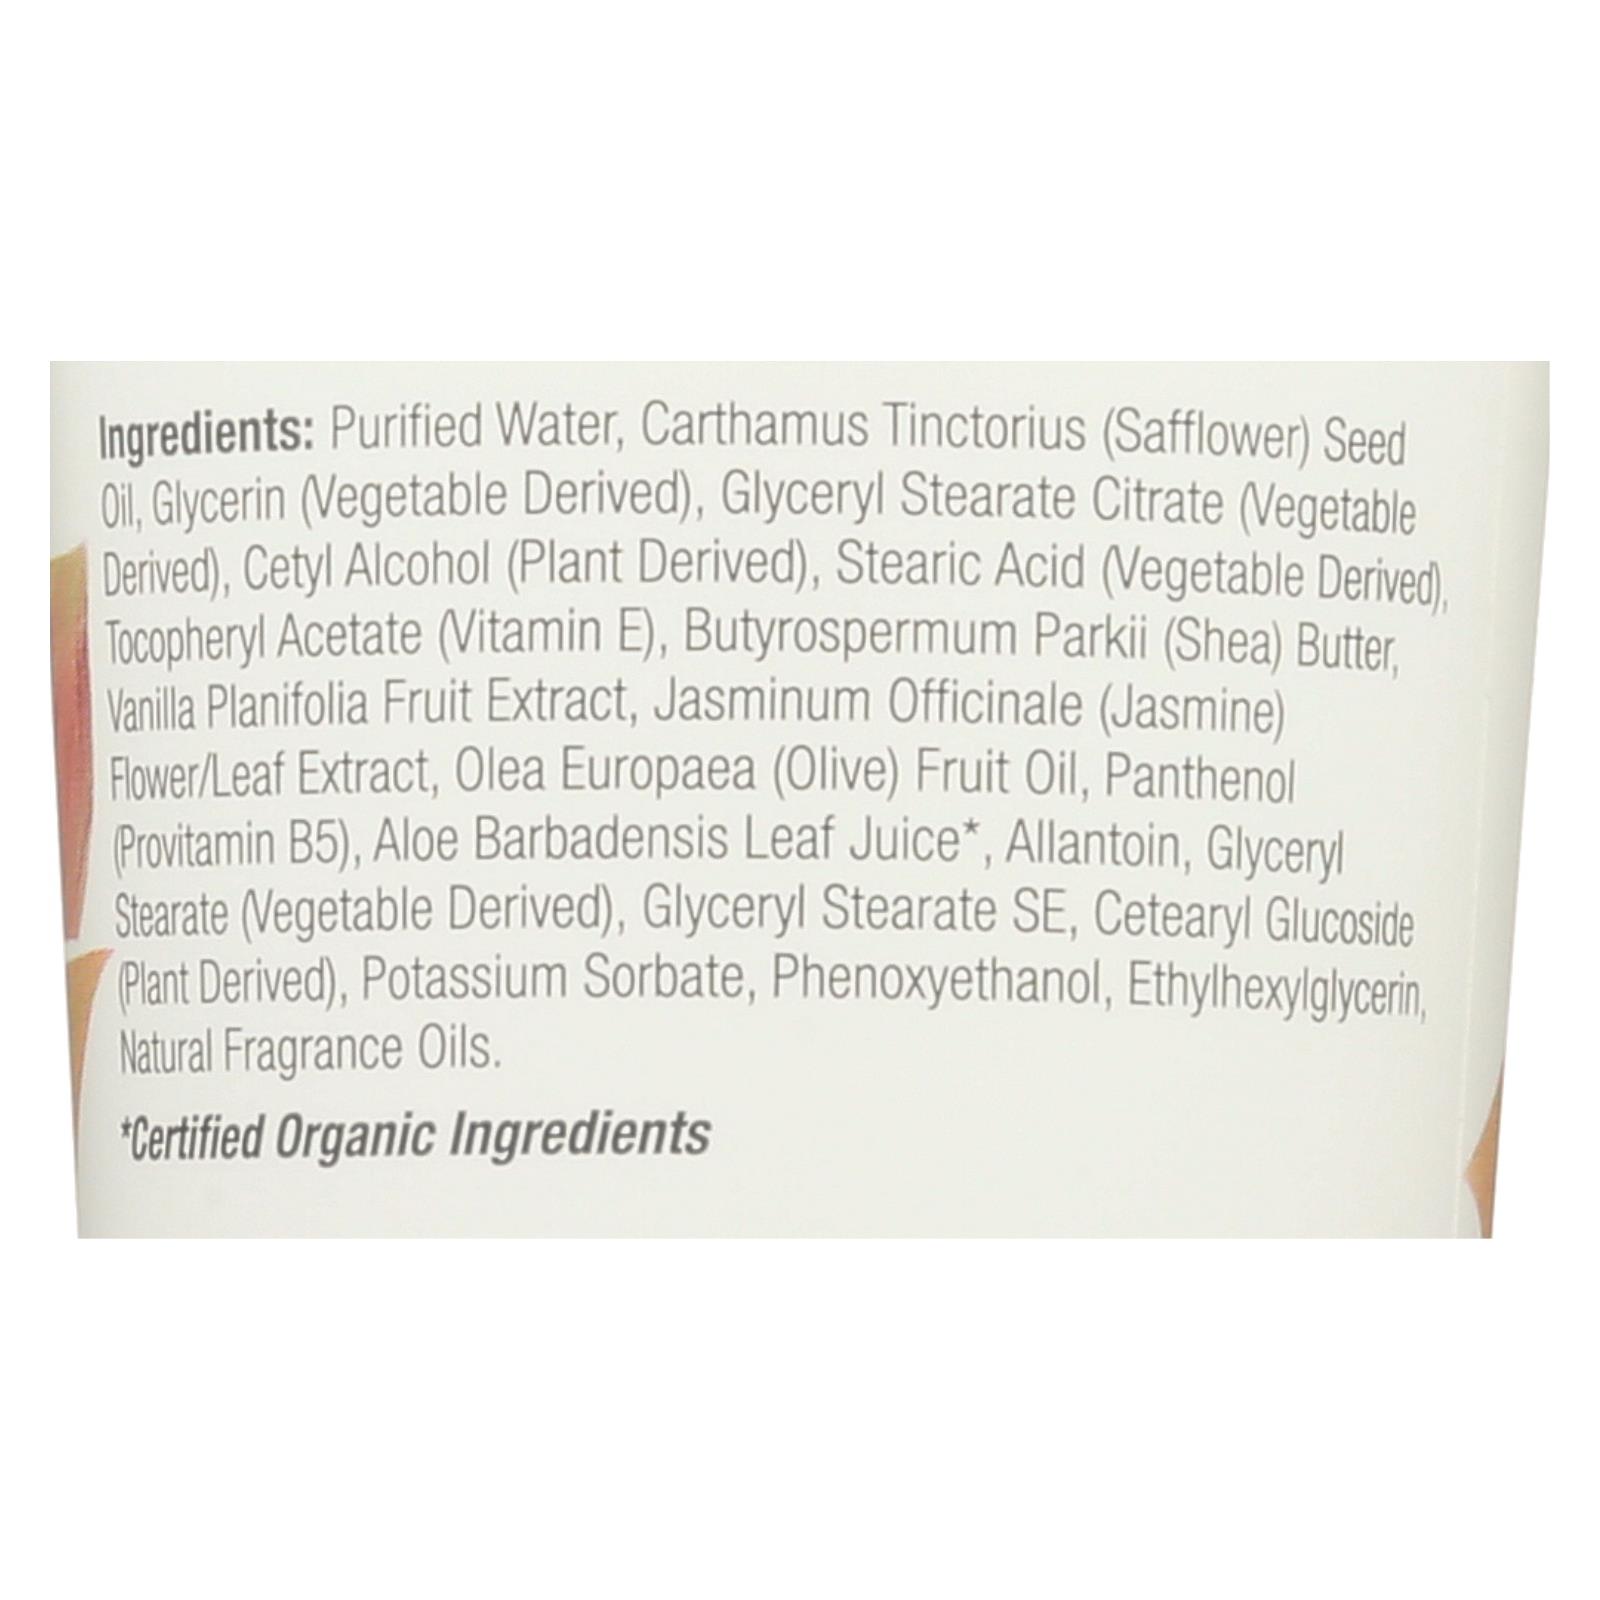 Ingredients: Purified Water, Carthamus Tinctorius (Safflower) Seed
Oil, Glycerin (Vegetable Derived), Glyceryl Stearate Citrate (Vegetable
Derived), Cetyl Alcohol (Plant Derived), Stearic Acid (Vegetable Derived),
Tocopheryl Acetate (Vitamin E), Butyrospermum Parkii (Shea) Butter,
Vanilla Planifolia Fruit Extract, Jasminum Officinale (Jasmine)
Flower/Leaf Extract, Olea Europaea (Olive) Fruit Oil, Panthenol
(Provitamin B5), Aloe Barbadensis Leaf Juice*, Allantoin, Glyceryl
Stearate (Vegetable Derived), Glyceryl Stearate SE, Cetearyl Glucoside
(Plant Derived), Potassium Sorbate, Phenoxyethanol, Ethylhexylglycerin,
Natural Fragrance Oils.
*Certified Organic Ingredients